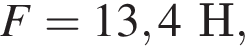 F = 13,4 Н,